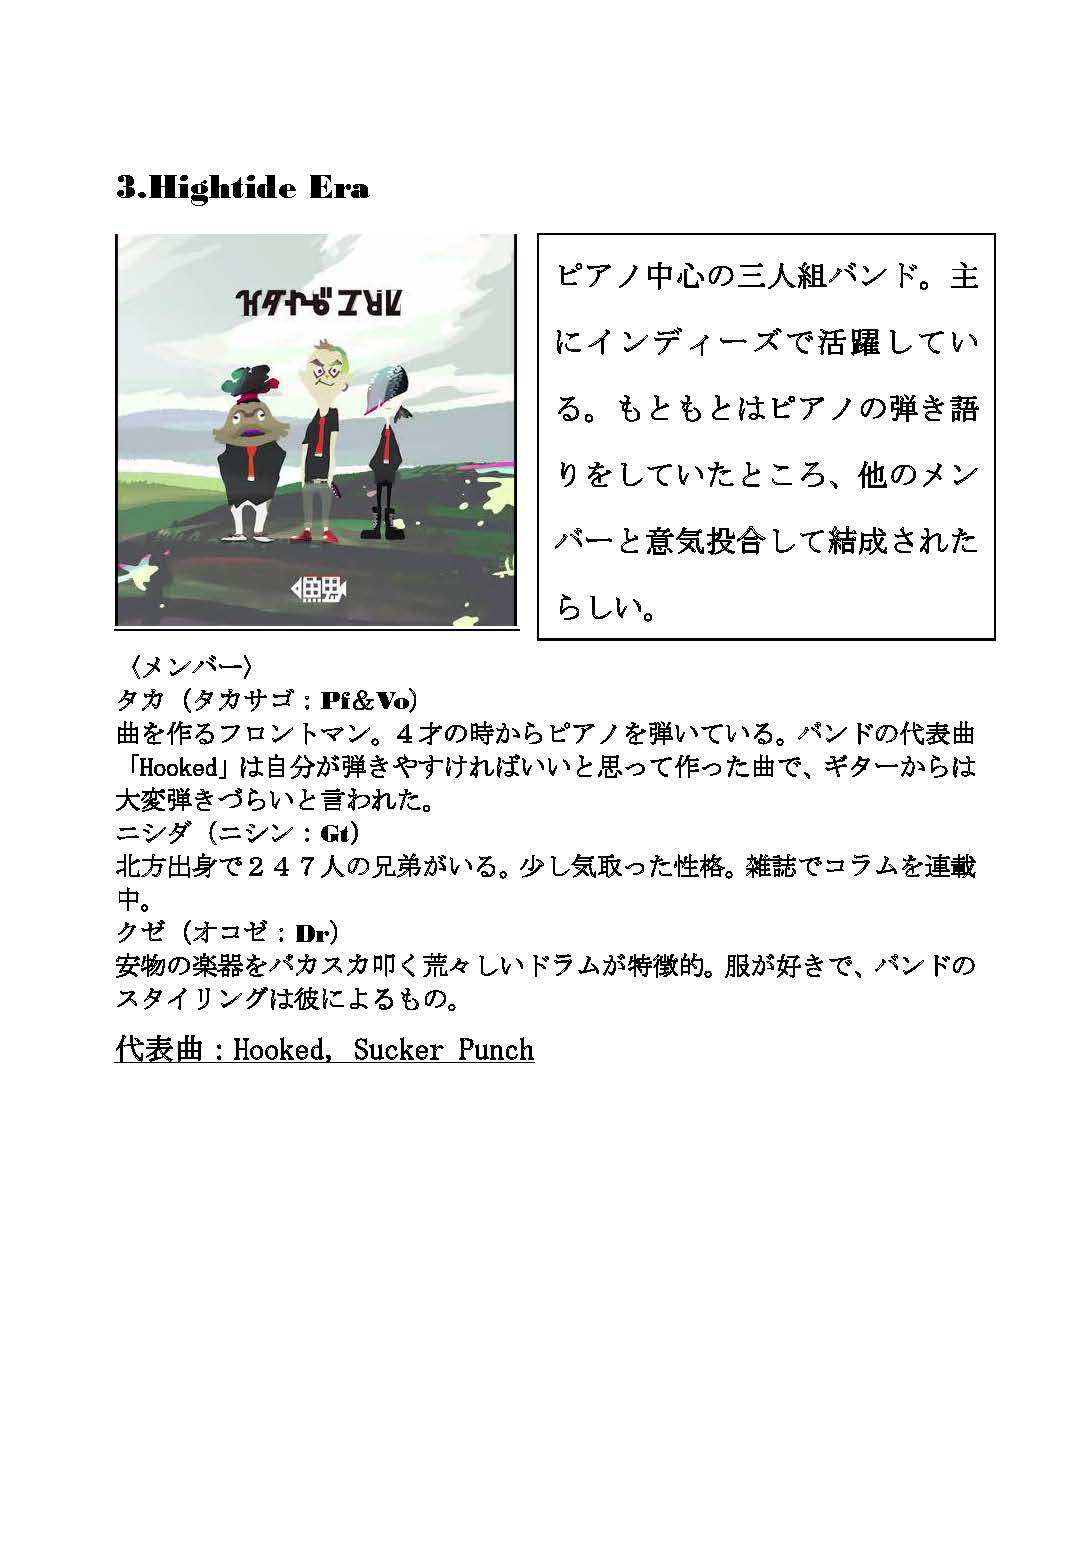 3.Hightide Era
ピアノ中心の三人組バンド。主
にインディーズで活躍してい
る。もともとはピアノの弾き語
りをしていたところ、他のメン
バーと意気投合して結成された
らしい。
〈メンバー〉
タカ（タカサゴ：Pf＆Vo）
曲を作るフロントマン。４才の時からピアノを弾いている。バンドの代表曲
「Hooked」は自分が弾きやすければいいと思って作った曲で、ギターからは
大変弾きづらいと言われた。
ニシダ（ニシン：Gt）
北方出身で２４７人の兄弟がいる。少し気取った性格。雑誌でコラムを連載
中。
クゼ（オコゼ：Dr）
安物の楽器をバカスカ叩く荒々しいドラムが特徴的。服が好きで、バンドの
スタイリングは彼によるもの。
代表曲：Hooked, Sucker Punch